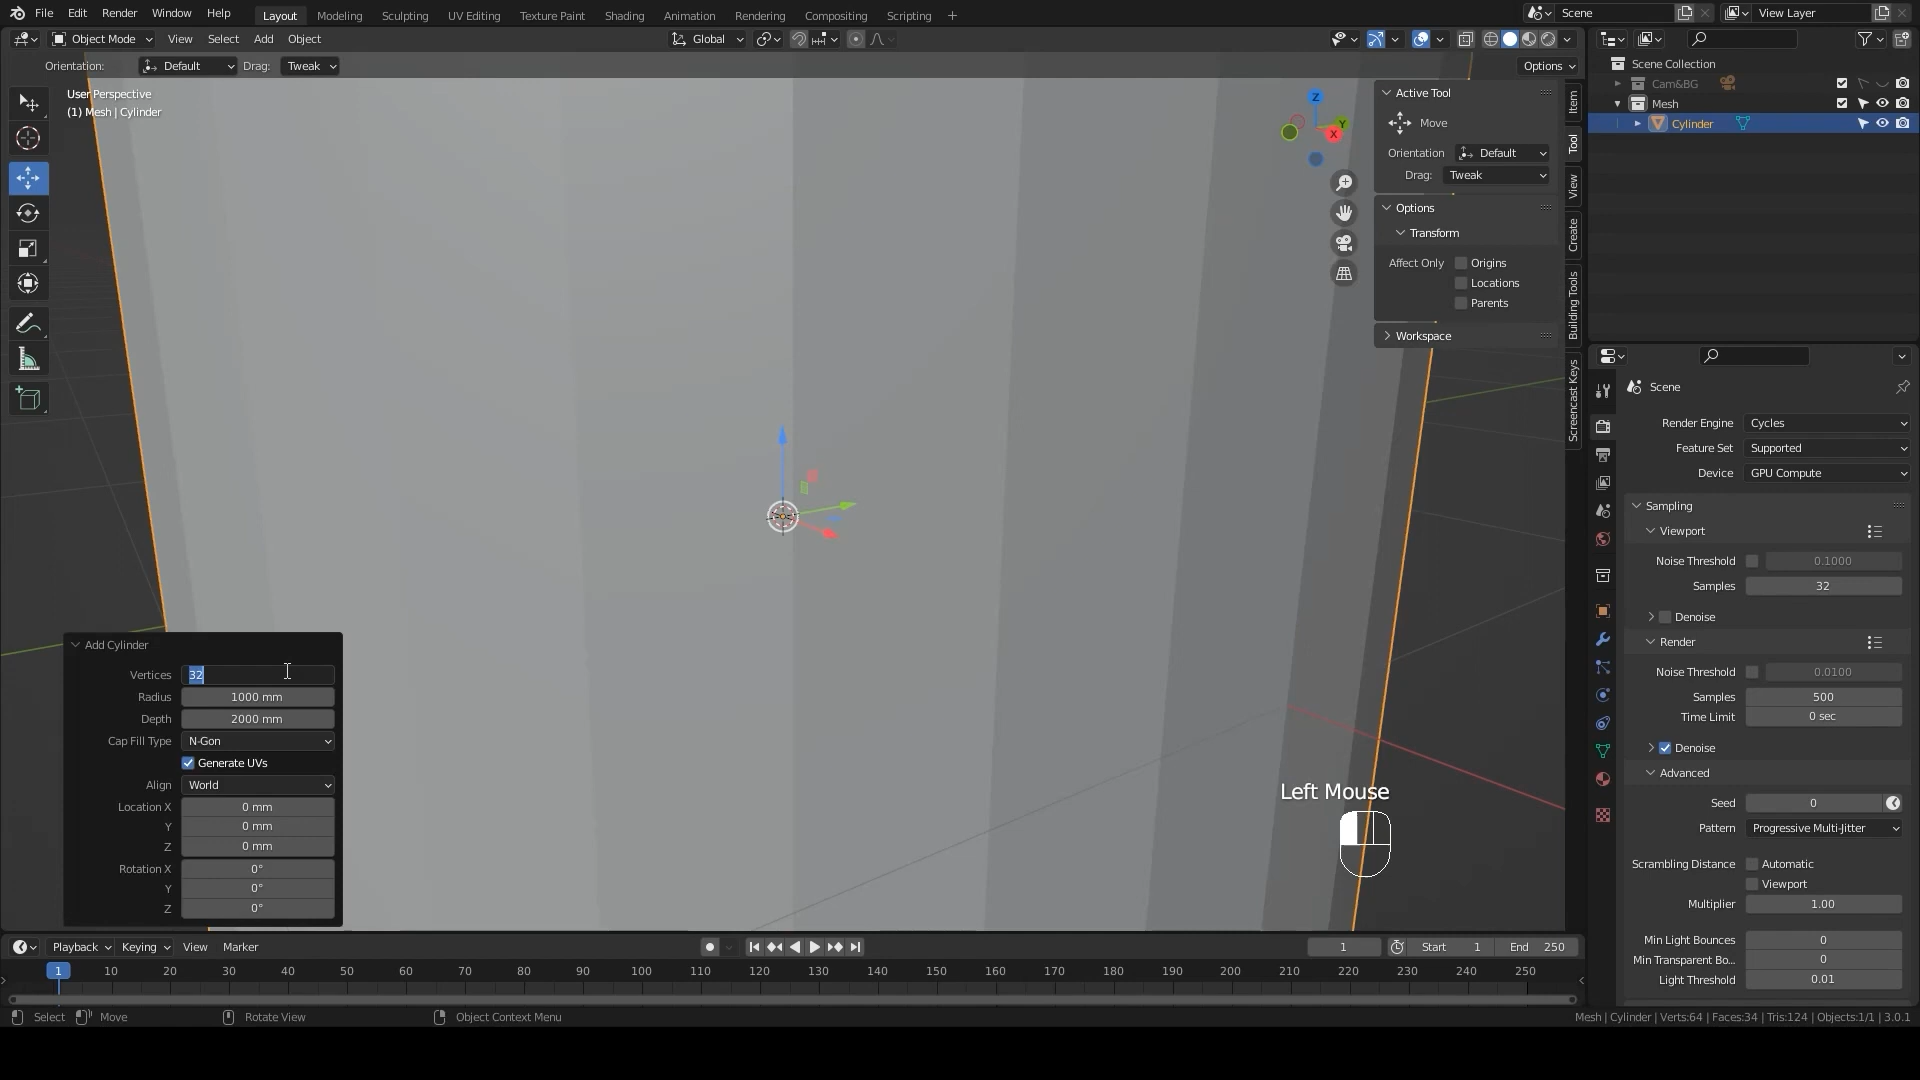 File Edit Render Window Help Layout Modeling Sculpting UV Editing Texture Paint Shading Animation Rendering Compositing Scripting + Scene View Layer
Object Mode View Select Add Object Global
Orientation: Default Drag: Tweak Options
User Perspective
(1) Mesh | Cylinder
Z
Y
X
Active Tool
Move
Orientation Default
Drag: Tweak
Options
Transform
Affect Only Origins
Locations
Parents
Workspace
Item
Tool
View
Create
Building Tools
Screencast Keys
Scene Collection
Cam&BG
Mesh
Cylinder
Scene
Render Engine Cycles
Feature Set Supported
Device GPU Compute
Sampling
Viewport
Noise Threshold 0.1000
Samples 32
Denoise
Render
Noise Threshold 0.0100
Samples 500
Time Limit 0 sec
Denoise
Advanced
Seed 0
Pattern Progressive Multi-Jitter
Scrambling Distance Automatic
Viewport
Multiplier 1.00
Min Light Bounces 0
Min Transparent Bo... 0
Light Threshold 0.01
Add Cylinder
Vertices 32
Radius 1000 mm
Depth 2000 mm
Cap Fill Type N-Gon
Generate UVs
Align World
Location X 0 mm
Y 0 mm
Z 0 mm
Rotation X 0°
Y 0°
Z 0°
Left Mouse
Playback Keying View Marker 1 Start 1 End 250
1 10 20 30 40 50 60 70 80 90 100 110 120 130 140 150 160 170 180 190 200 210 220 230 240 250
Select Move Rotate View Object Context Menu Mesh | Cylinder | Verts:64 | Faces:34 | Tris:124 | Objects:1/1 | 3.0.1